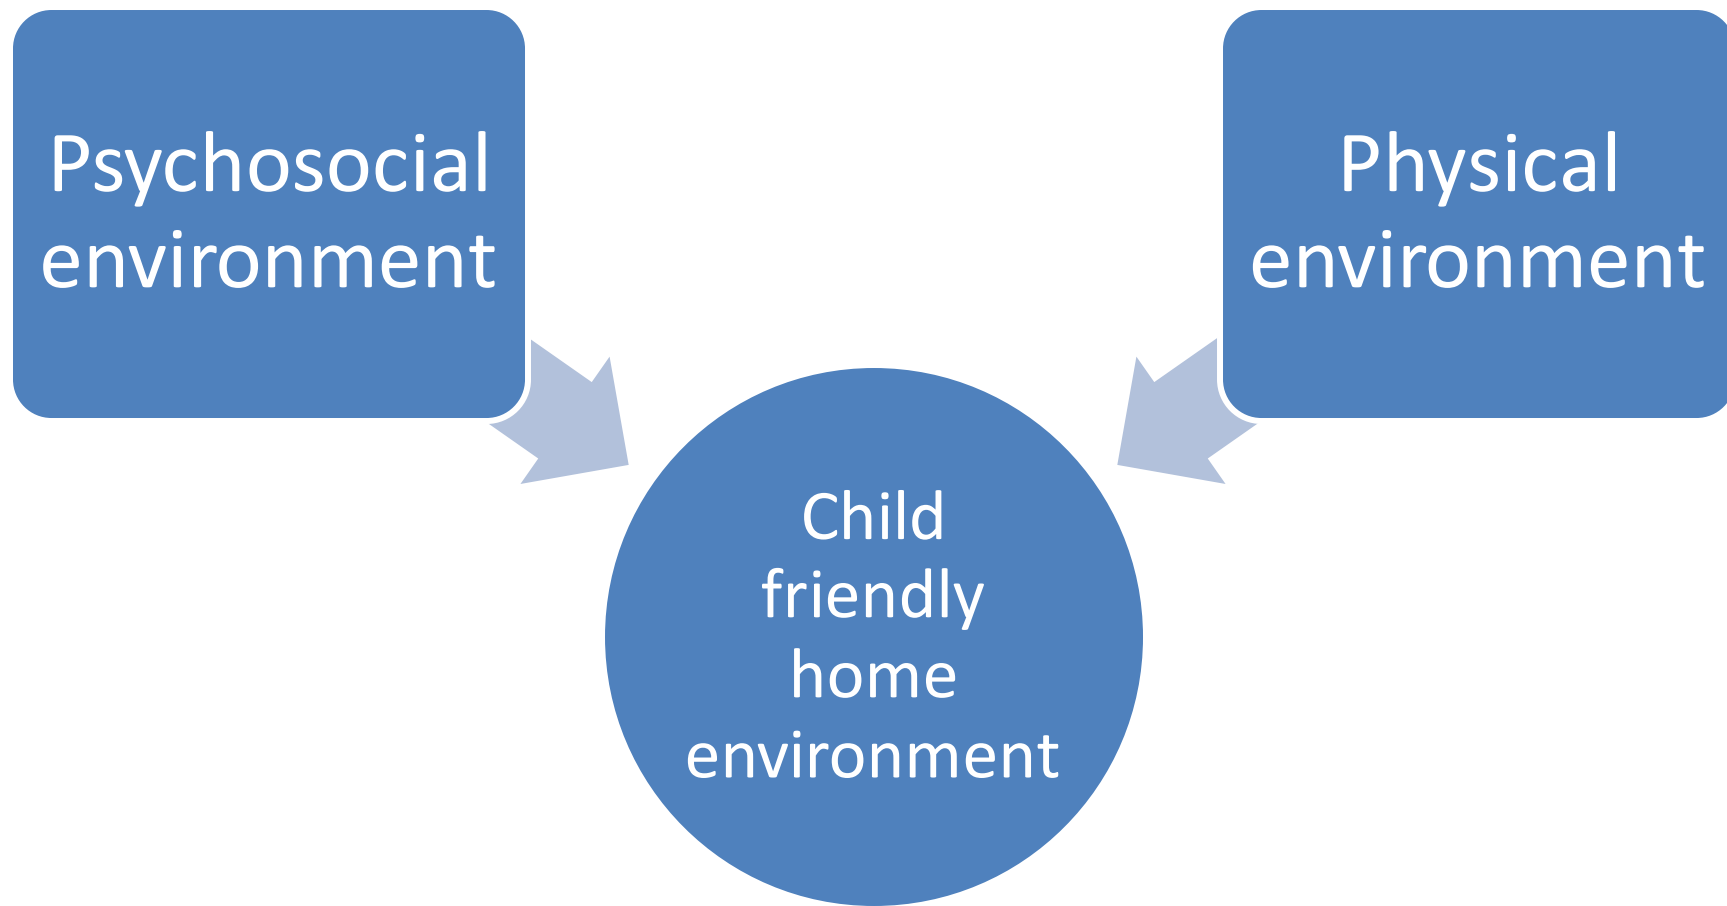 Psychosocial
environment
Physical
environment
Child
friendly
home
environment